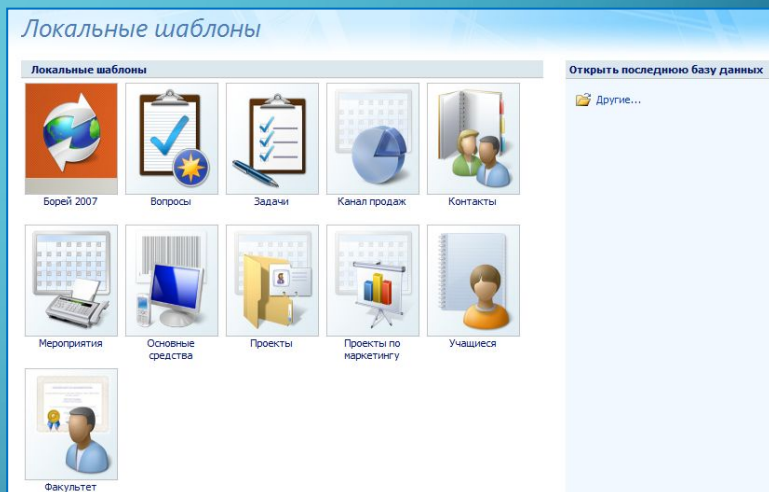 Локальные шаблоны
Локальные шаблоны
Открыть последнюю базу данных
Другие...
Борей 2007
Вопросы
Задачи
Канал продаж
Контакты
Мероприятия
Основные
средства
Проекты
Проекты по
маркетингу
Учащиеся
Факультет